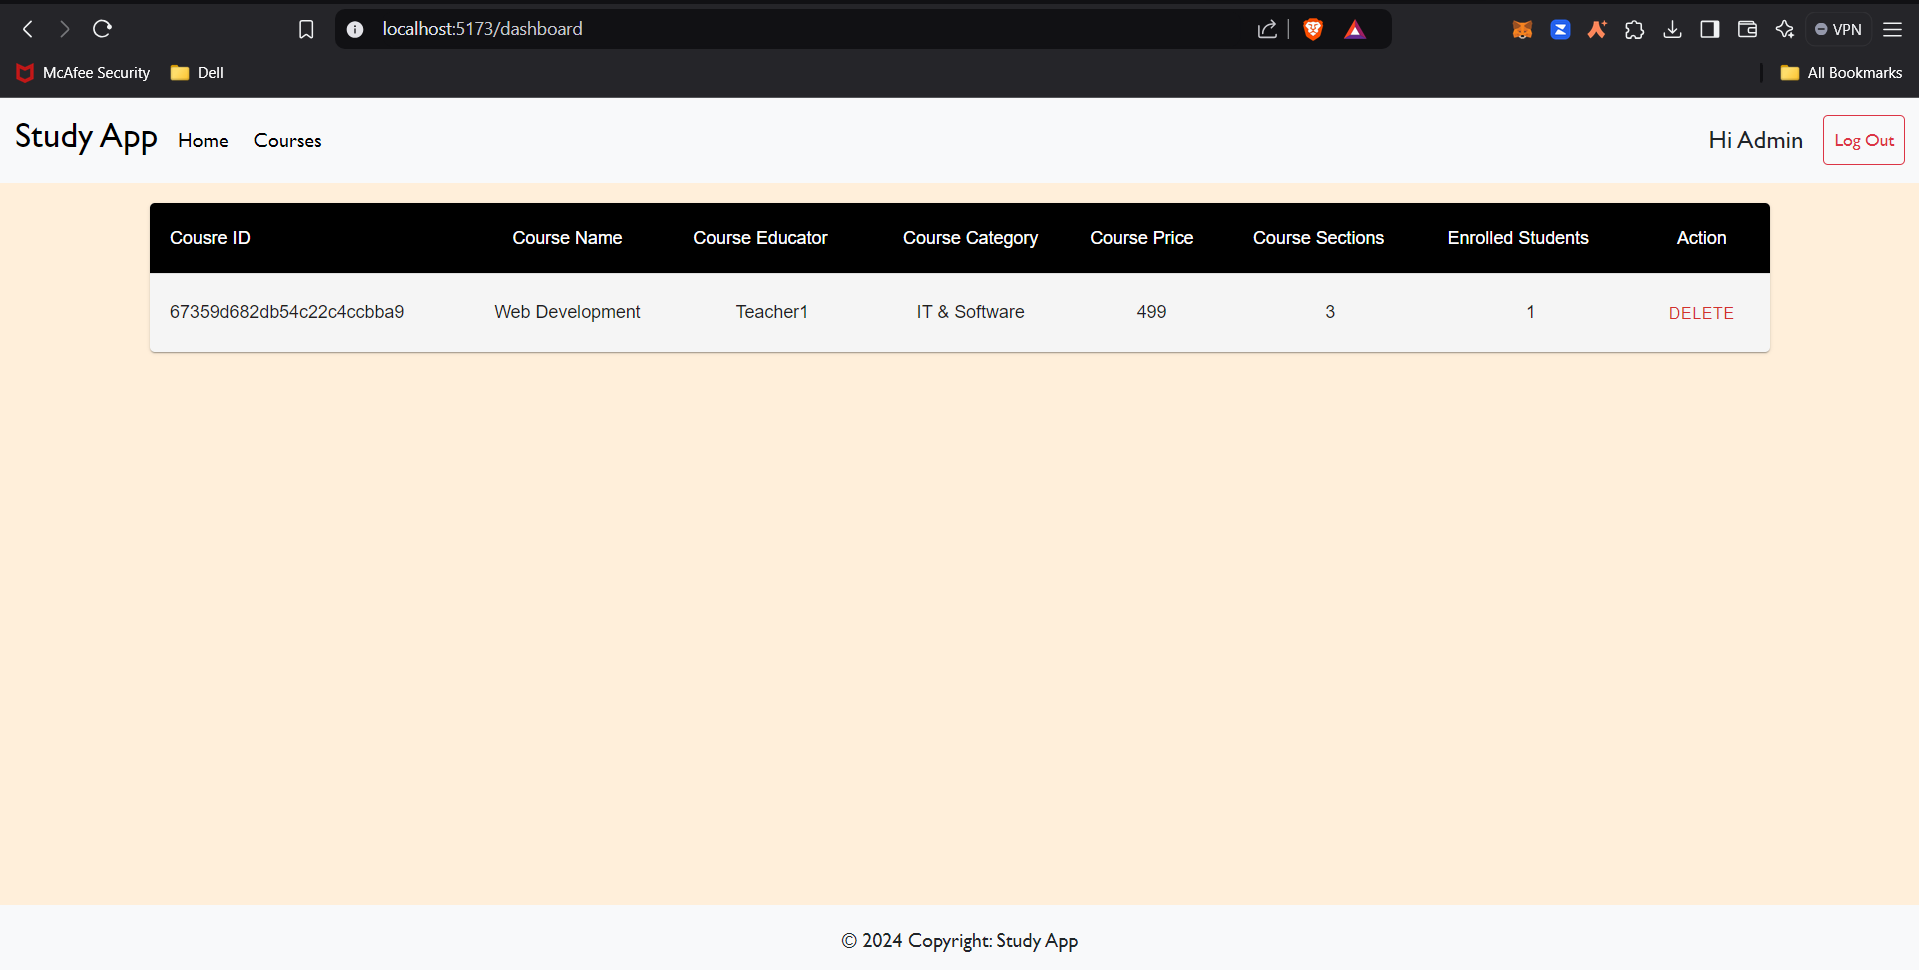 localhost:5173/dashboard
VPN
McAfee Security
Dell
All Bookmarks
Study App
Home
Courses
Hi Admin
Log Out
Cousre ID Course Name Course Educator Course Category Course Price Course Sections Enrolled Students Action
67359d682db54c22c4ccbba9 Web Development Teacher1 IT & Software 499 3 1 DELETE
© 2024 Copyright: Study App